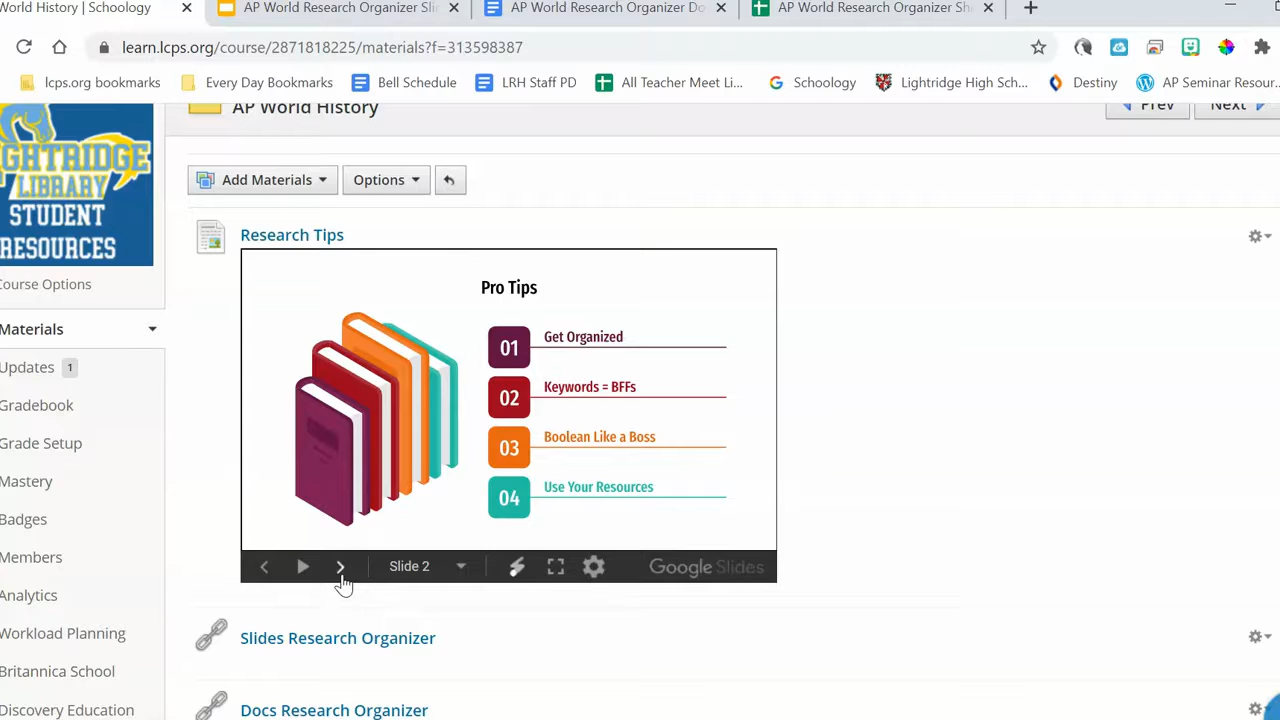 World History | Schoology
AP World Research Organizer Sli
AP World Research Organizer Do
AP World Research Organizer She
learn.lcps.org/course/2871818225/materials?f=313598387
lcps.org bookmarks
Every Day Bookmarks
Bell Schedule
LRH Staff PD
All Teacher Meet Li...
Schoology
Lightridge High Sch...
Destiny
AP Seminar Resour...
AP World History
Prev
Next
GHTRIDGE
LIBRARY
STUDENT
RESOURCES
Course Options
Add Materials
Options
Research Tips
Pro Tips
01 Get Organized
02 Keywords = BFFs
03 Boolean Like a Boss
04 Use Your Resources
Slide 2
Google Slides
Materials
Updates 1
Gradebook
Grade Setup
Mastery
Badges
Members
Analytics
Workload Planning
Britannica School
Discovery Education
Slides Research Organizer
Docs Research Organizer